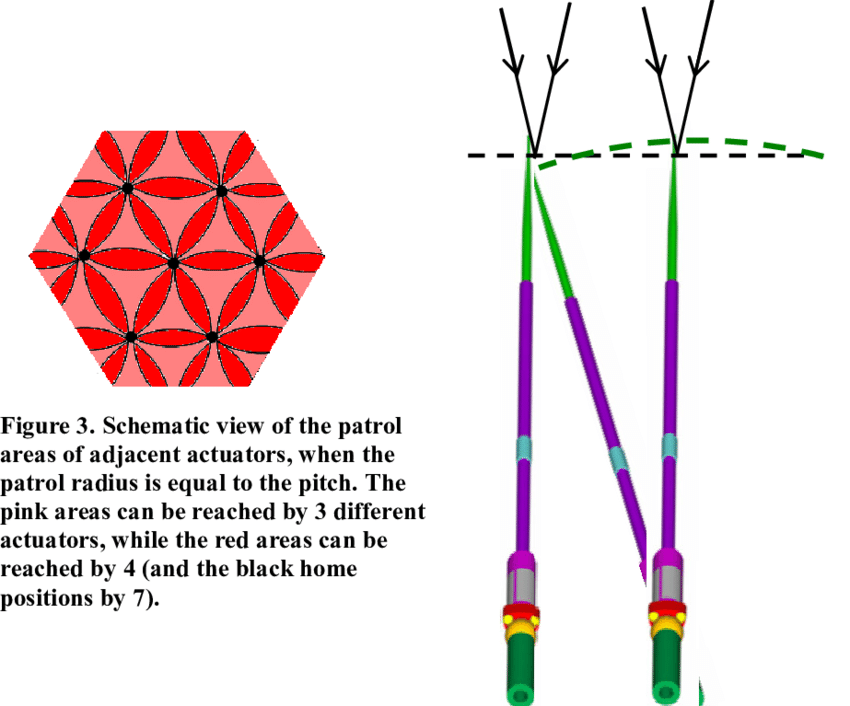 Figure 3. Schematic view of the patrol
areas of adjacent actuators, when the
patrol radius is equal to the pitch. The
pink areas can be reached by 3 different
actuators, while the red areas can be
reached by 4 (and the black home
positions by 7).